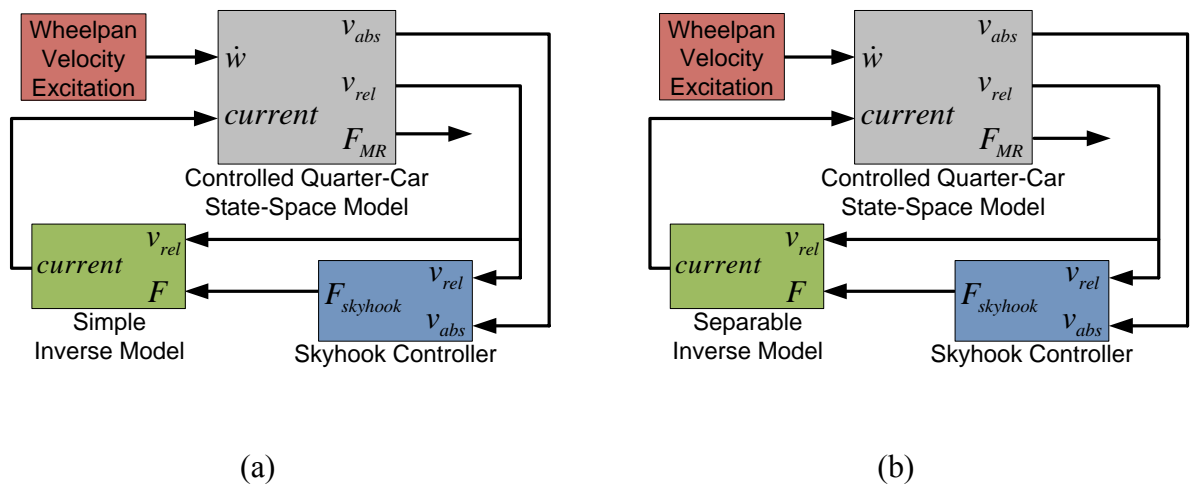 Wheelpan
Velocity
Excitation
ẇ
current
v_abs
v_rel
F_MR
Controlled Quarter-Car
State-Space Model
v_rel
current
F
Simple
Inverse Model
v_rel
F_skyhook
v_abs
Skyhook Controller
(a)
Wheelpan
Velocity
Excitation
ẇ
current
v_abs
v_rel
F_MR
Controlled Quarter-Car
State-Space Model
v_rel
current
F
Separable
Inverse Model
v_rel
F_skyhook
v_abs
Skyhook Controller
(b)